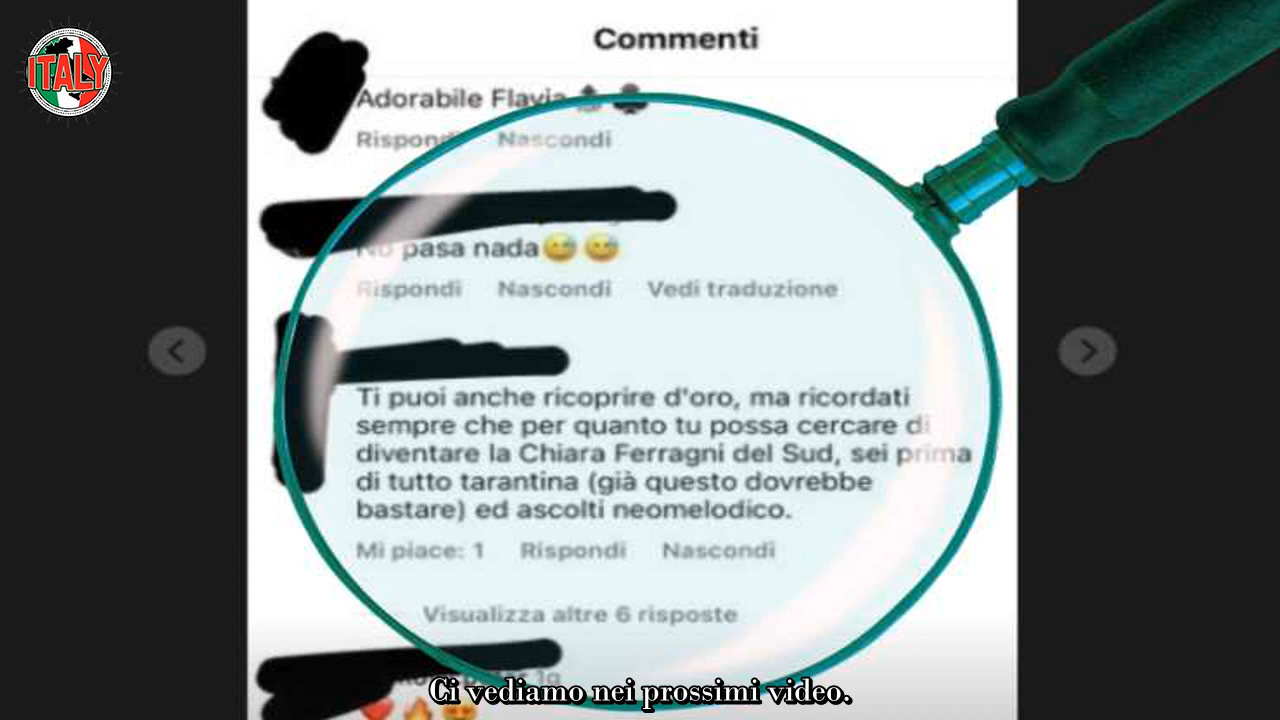 ITALY
Commenti
Adorabile Flavia
Rispondi Nascondi
No pasa nada😅😅
Rispondi Nascondi Vedi traduzione
Ti puoi anche ricoprire d'oro, ma ricordati
sempre che per quanto tu possa cercare di
diventare la Chiara Ferragni del Sud, sei prima
di tutto tarantina (già questo dovrebbe
bastare) ed ascolti neomelodico.
Mi piace: 1 Rispondi Nascondi
Visualizza altre 6 risposte
1g
Ci vediamo nei prossimi video.